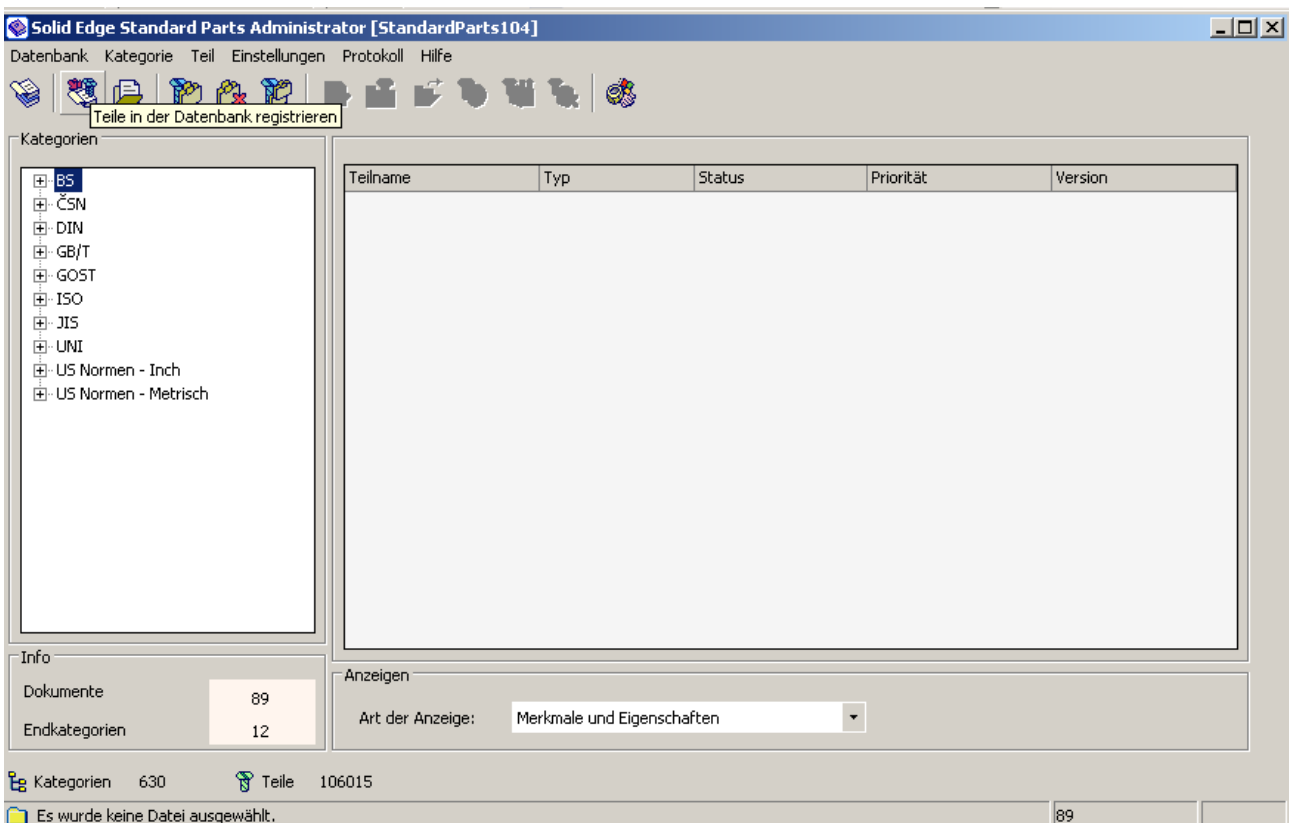 Solid Edge Standard Parts Administrator [StandardParts104]
Datenbank Kategorie Teil Einstellungen Protokoll Hilfe
Teile in der Datenbank registrieren
Kategorien
Teilname Typ Status Priorität Version
BS
ČSN
DIN
GB/T
GOST
ISO
JIS
UNI
US Normen - Inch
US Normen - Metrisch
Info
Dokumente 89
Endkategorien 12
Anzeigen
Art der Anzeige: Merkmale und Eigenschaften
Kategorien 630 Teile 106015
Es wurde keine Datei ausgewählt. 89